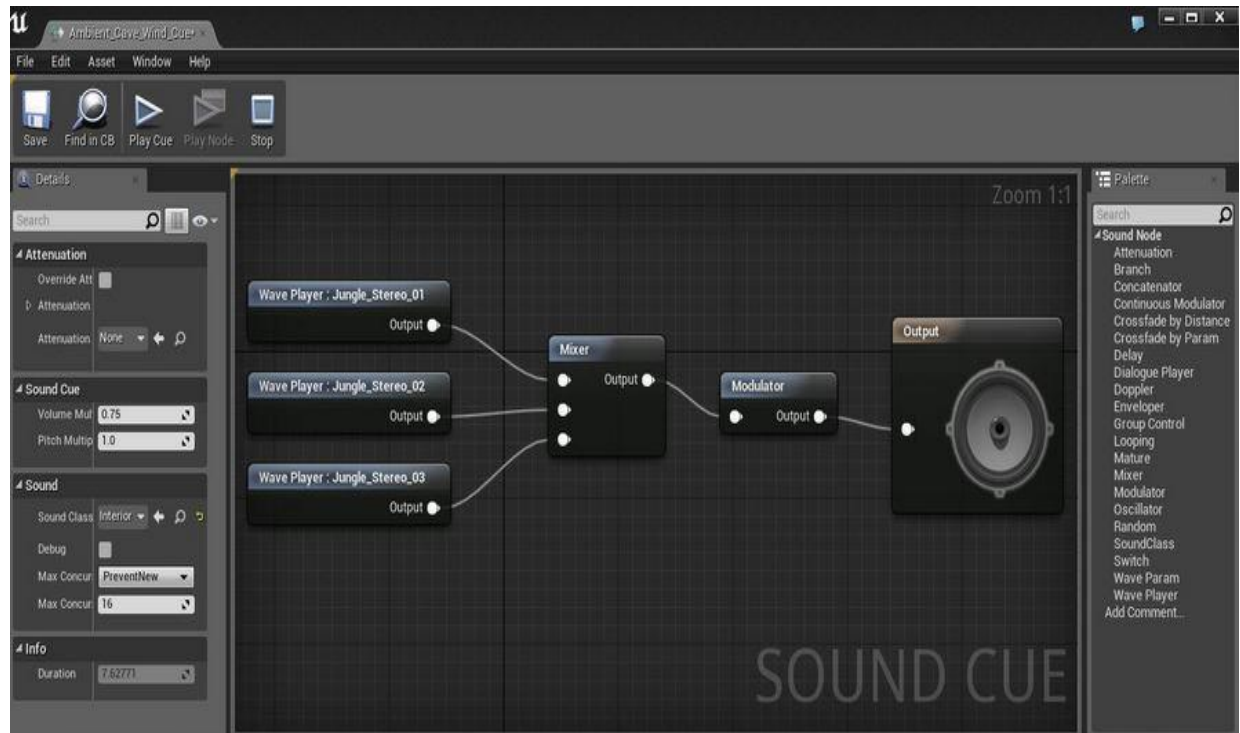 Ambient_Cave_Wind_Cue*
File Edit Asset Window Help
Save Find in CB Play Cue Play Node Stop
Details
Search
Attenuation
Override Att
Attenuation
Attenuation None
Sound Cue
Volume Mul 0.75
Pitch Multip 1.0
Sound
Sound Class Interior
Debug
Max Concur PreventNew
Max Concur 16
Info
Duration 7.62771
Zoom 1:1
Wave Player : Jungle_Stereo_01
Output
Wave Player : Jungle_Stereo_02
Output
Wave Player : Jungle_Stereo_03
Output
Mixer
Output
Modulator
Output
Output
SOUND CUE
Palette
Search
Sound Node
Attenuation
Branch
Concatenator
Continuous Modulator
Crossfade by Distance
Crossfade by Param
Delay
Dialogue Player
Doppler
Enveloper
Group Control
Looping
Mature
Mixer
Modulator
Oscillator
Random
SoundClass
Switch
Wave Param
Wave Player
Add Comment...